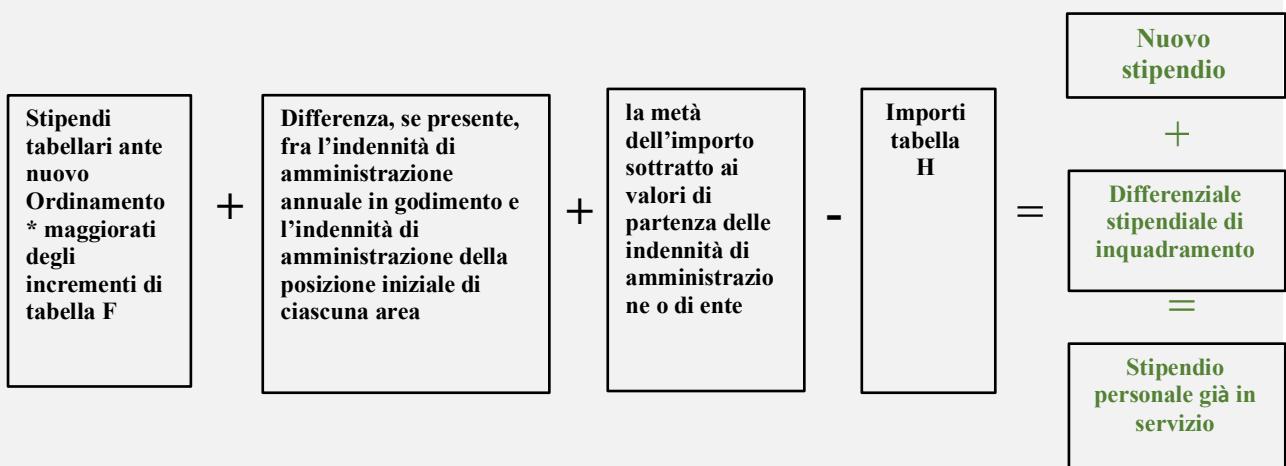 Stipendi
tabellari ante
nuovo
Ordinamento
* maggiorati
degli
incrementi di
tabella F
+
Differenza, se presente,
fra l’indennità di
amministrazione
annuale in godimento e
l’indennità di
amministrazione della
posizione iniziale di
ciascuna area
+
la metà
dell’importo
sottratto ai
valori di
partenza delle
indennità di
amministrazio
ne o di ente
-
Importi
tabella
H
=
Nuovo
stipendio
+
Differenziale
stipendiale di
inquadramento
=
Stipendio
personale già in
servizio